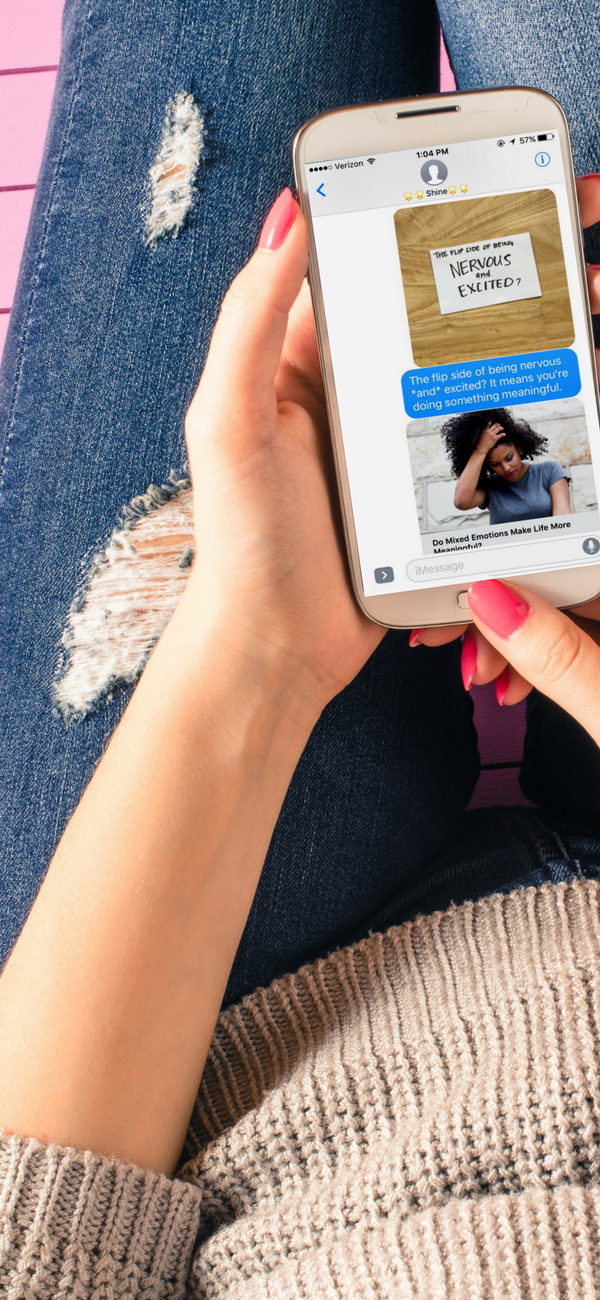 Verizon 1:04 PM 57%
Shine
THE FLIP SIDE OF BEING
NERVOUS
and
EXCITED?
The flip side of being nervous
*and* excited? It means you're
doing something meaningful.
Do Mixed Emotions Make Life More
Meaningful?
iMessage